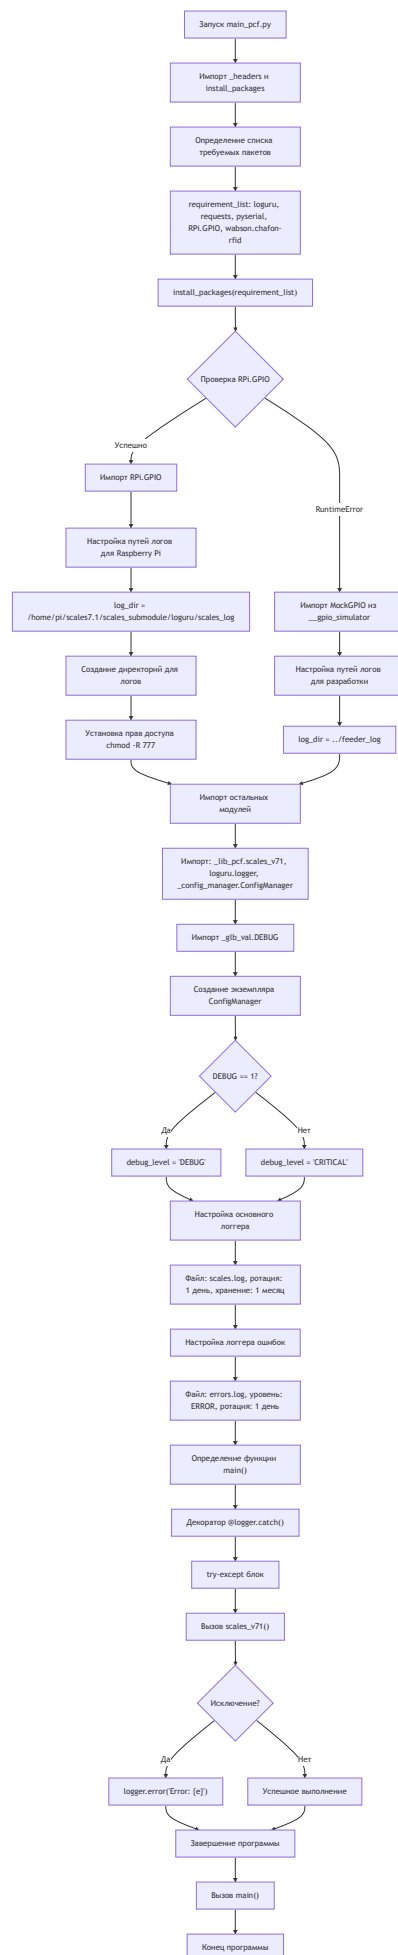 Запуск main_pcf.py
Импорт _headers и
install_packages
Определение списка
требуемых пакетов
requirement_list: loguru,
requests, pyserial,
RPi.GPIO, wabson.chafon-
rfid
install_packages(requirement_list)
Проверка RPi.GPIO
Успешно
Импорт RPi.GPIO
RuntimeError
Настройка путей логов
для Raspberry Pi
log_dir =
/home/pi/scales7.1/scales_submodule/loguru/scales_log
Импорт MockGPIO из
__gpio_simulator
Создание директорий для
логов
Настройка путей логов
для разработки
Установка прав доступа
chmod -R 777
log_dir = ../feeder_log
Импорт остальных
модулей
Импорт: _lib_pcf.scales_v71,
loguru.logger,
_config_manager.ConfigManager
Импорт _glb_val.DEBUG
Создание экземпляра
ConfigManager
DEBUG == 1?
Да
Нет
debug_level = 'DEBUG'
debug_level = 'CRITICAL'
Настройка основного
логгера
Файл: scales.log, ротация:
1 день, хранение: 1 месяц
Настройка логгера ошибок
Файл: errors.log, уровень:
ERROR, ротация: 1 день
Определение функции
main()
Декоратор @logger.catch()
try-except блок
Вызов scales_v71()
Исключение?
Да
Нет
logger.error('Error: {e}')
Успешное выполнение
Завершение программы
Вызов main()
Конец программы